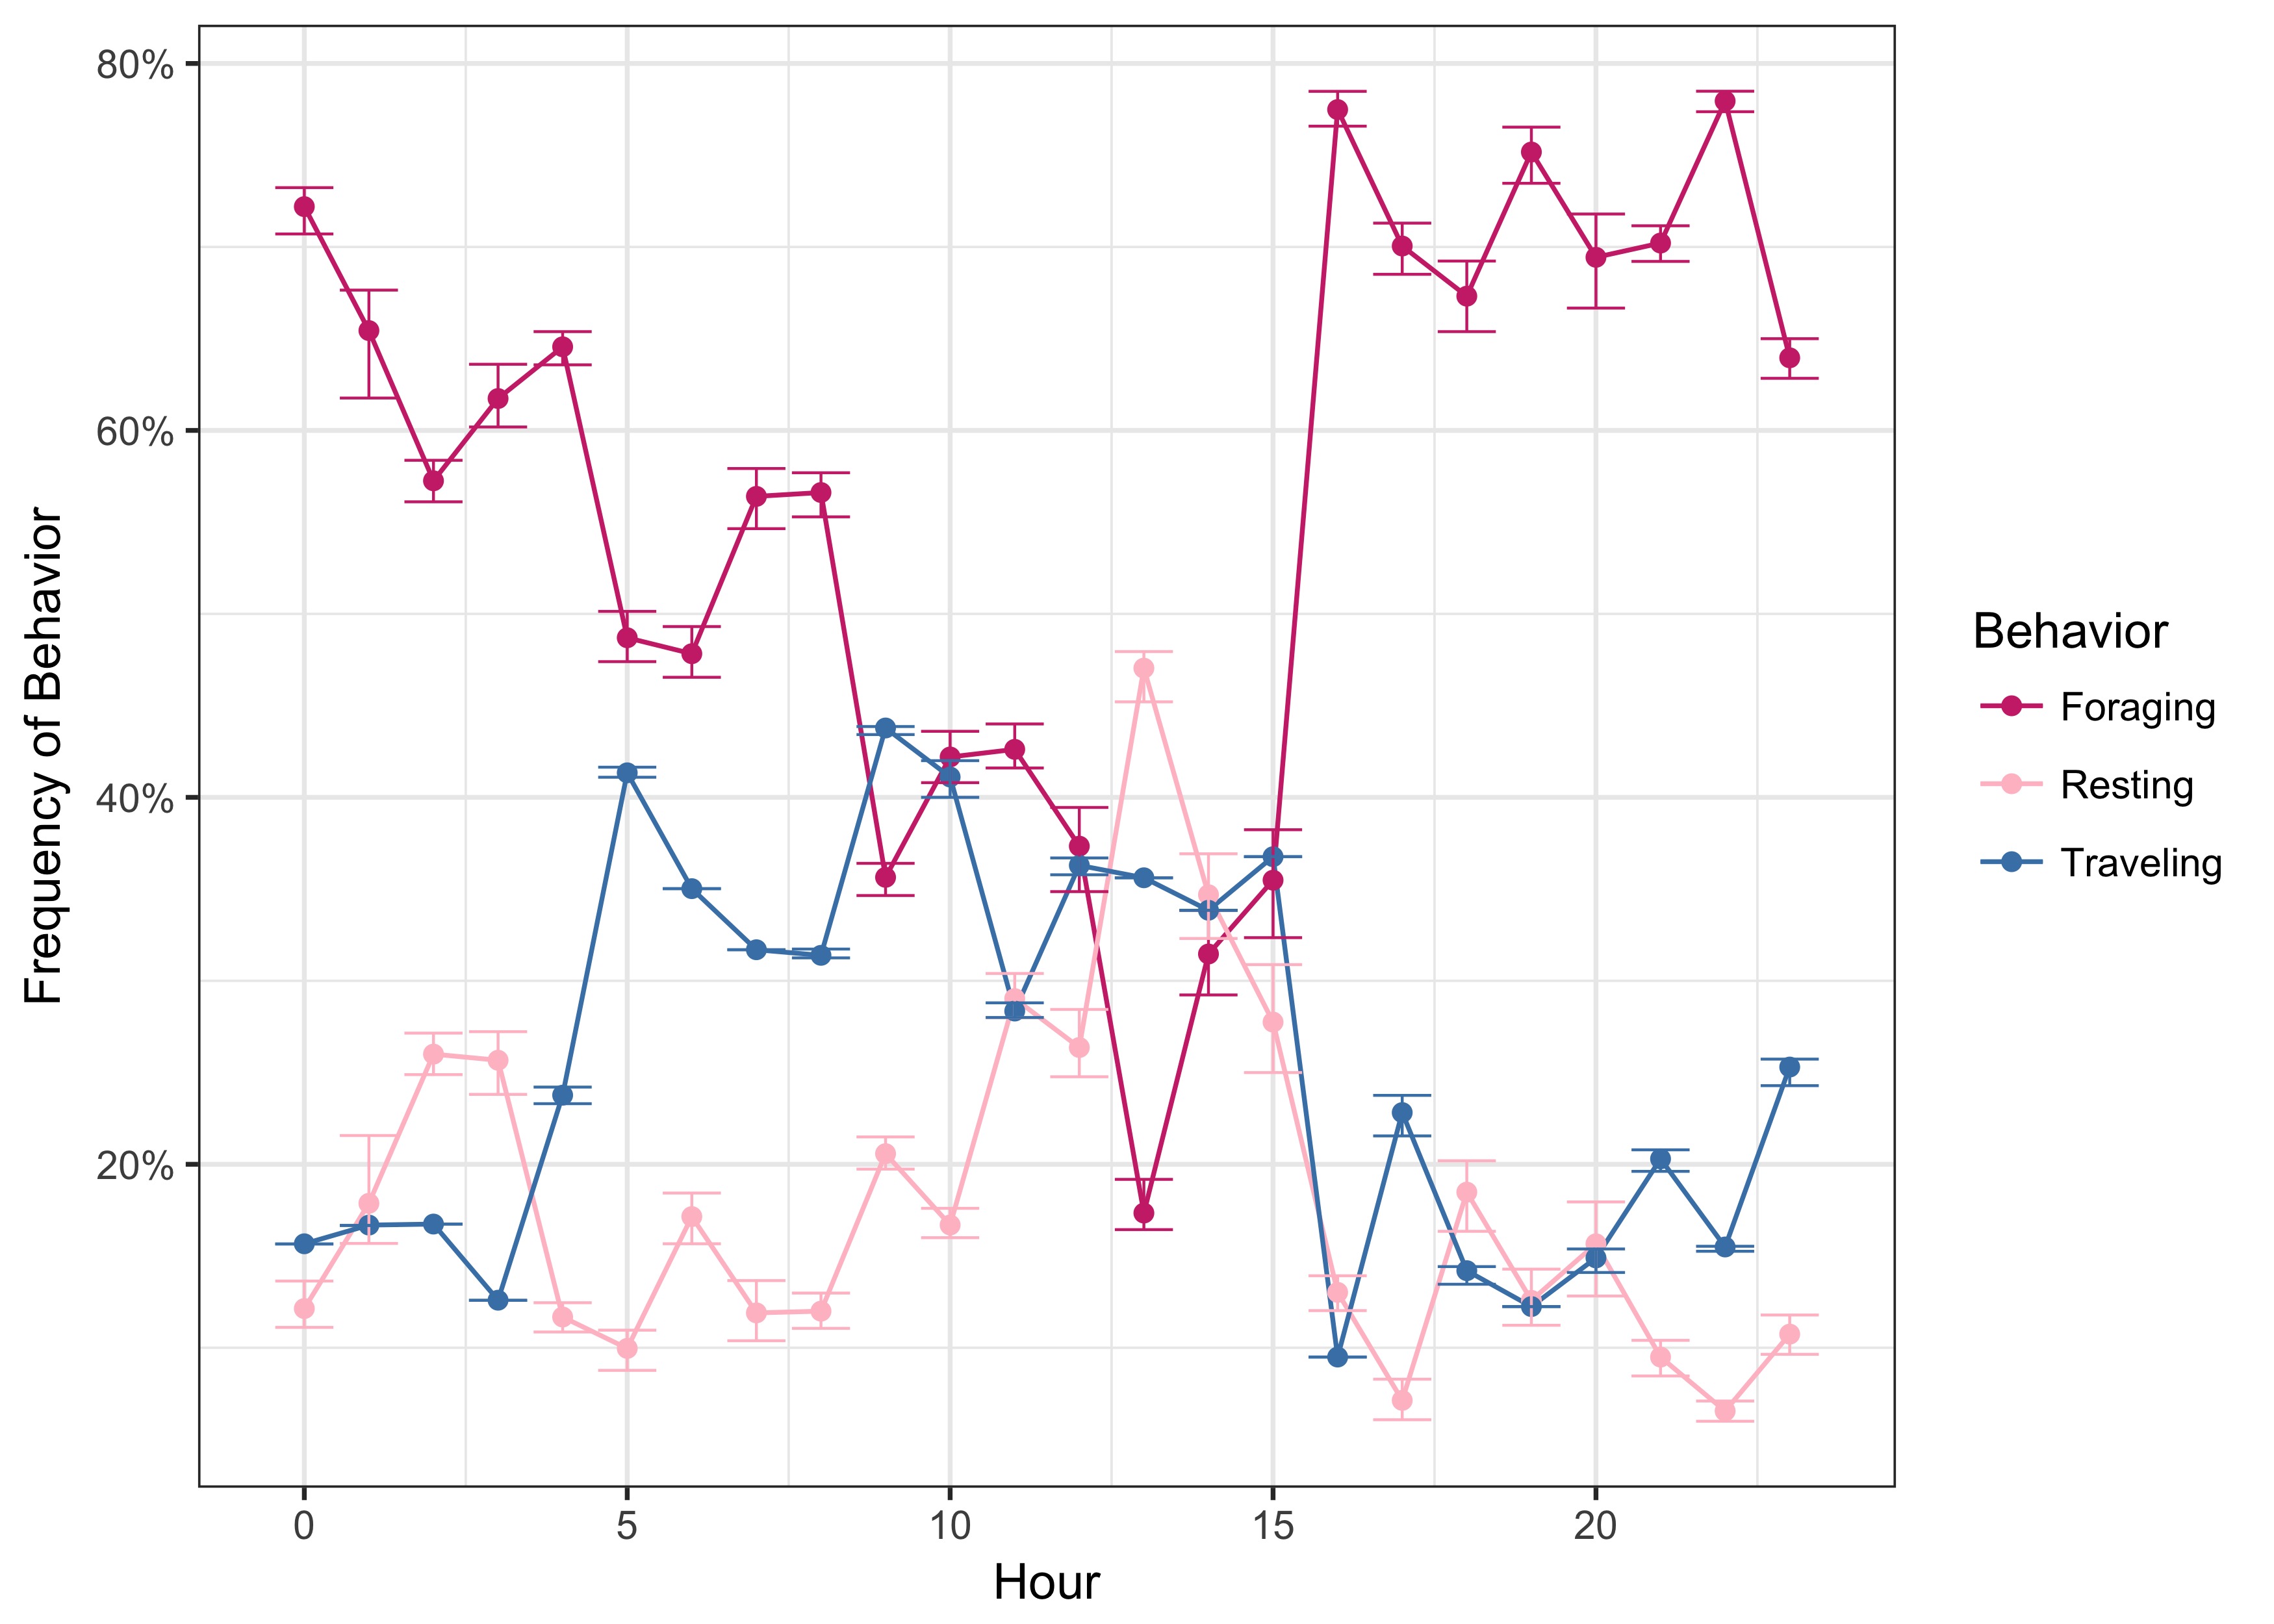 80%
60%
40%
20%
Frequency of Behavior
0 5 10 15 20
Hour
Behavior
Foraging
Resting
Traveling